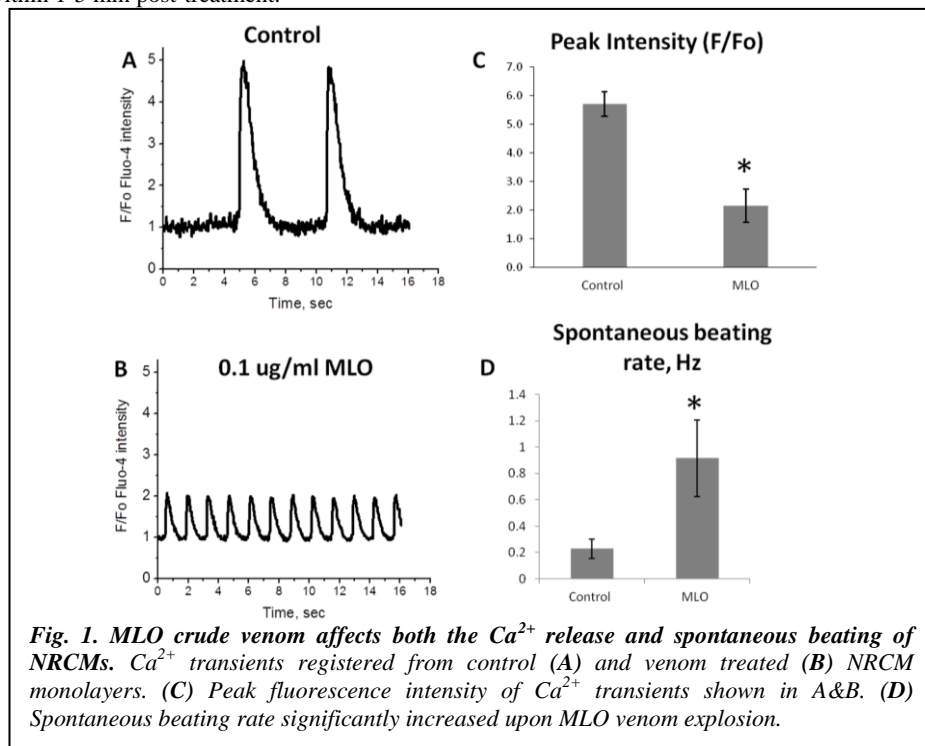 min post-treatment.
Control
A
F/Fo Fluo-4 intensity
5
4
3
2
1
0
0 2 4 6 8 10 12 14 16 18
Time, sec
Peak Intensity (F/Fo)
C
7.0
6.0
5.0
4.0
3.0
2.0
1.0
0.0
*
Control MLO
B
0.1 ug/ml MLO
F/Fo Fluo-4 intensity
5
4
3
2
1
0
0 2 4 6 8 10 12 14 16 18
Time, sec
Spontaneous beating
rate, Hz
D
1.4
1.2
1
0.8
0.6
0.4
0.2
0
*
Control MLO
Fig. 1. MLO crude venom affects both the Ca²⁺ release and spontaneous beating of
NRCMs. Ca²⁺ transients registered from control (A) and venom treated (B) NRCM
monolayers. (C) Peak fluorescence intensity of Ca²⁺ transients shown in A&B. (D)
Spontaneous beating rate significantly increased upon MLO venom explosion.